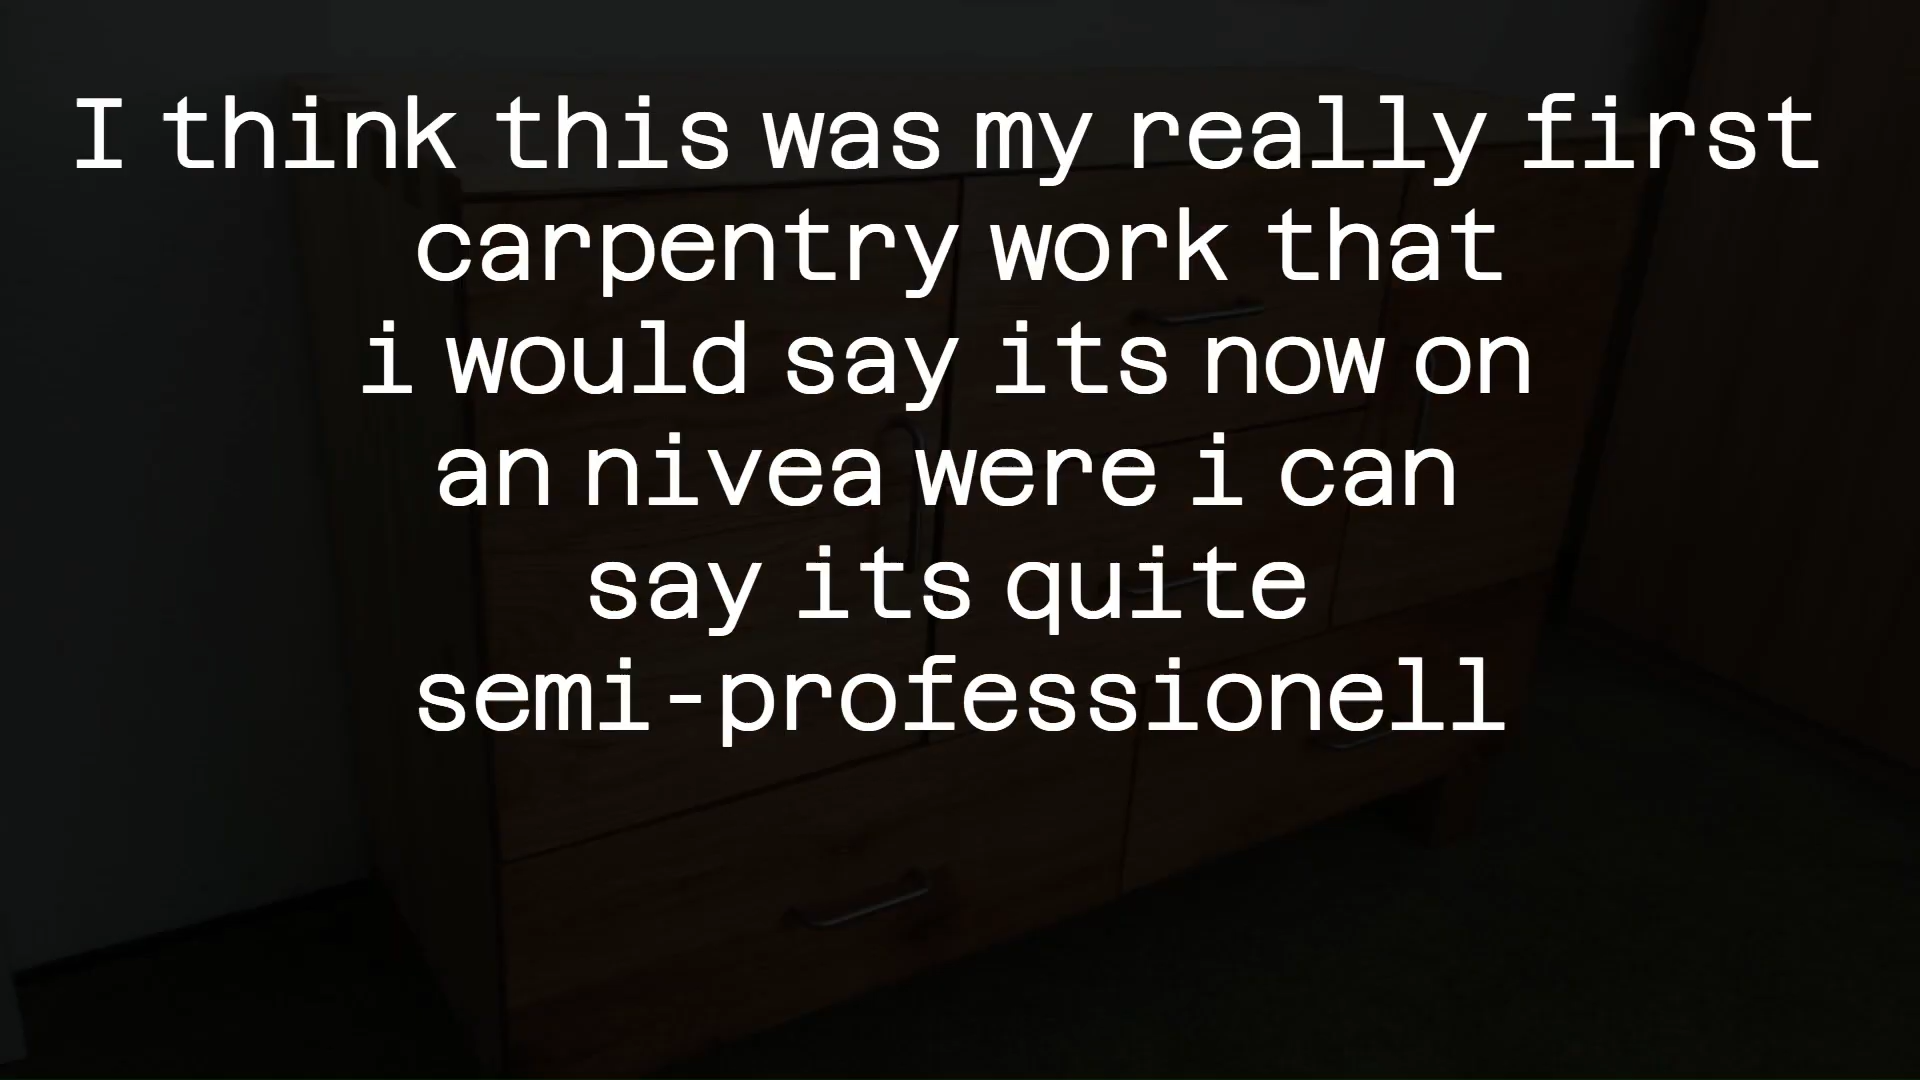 I think this was my really first
carpentry work that
i would say its now on
an nivea were i can
say its quite
semi-professionell